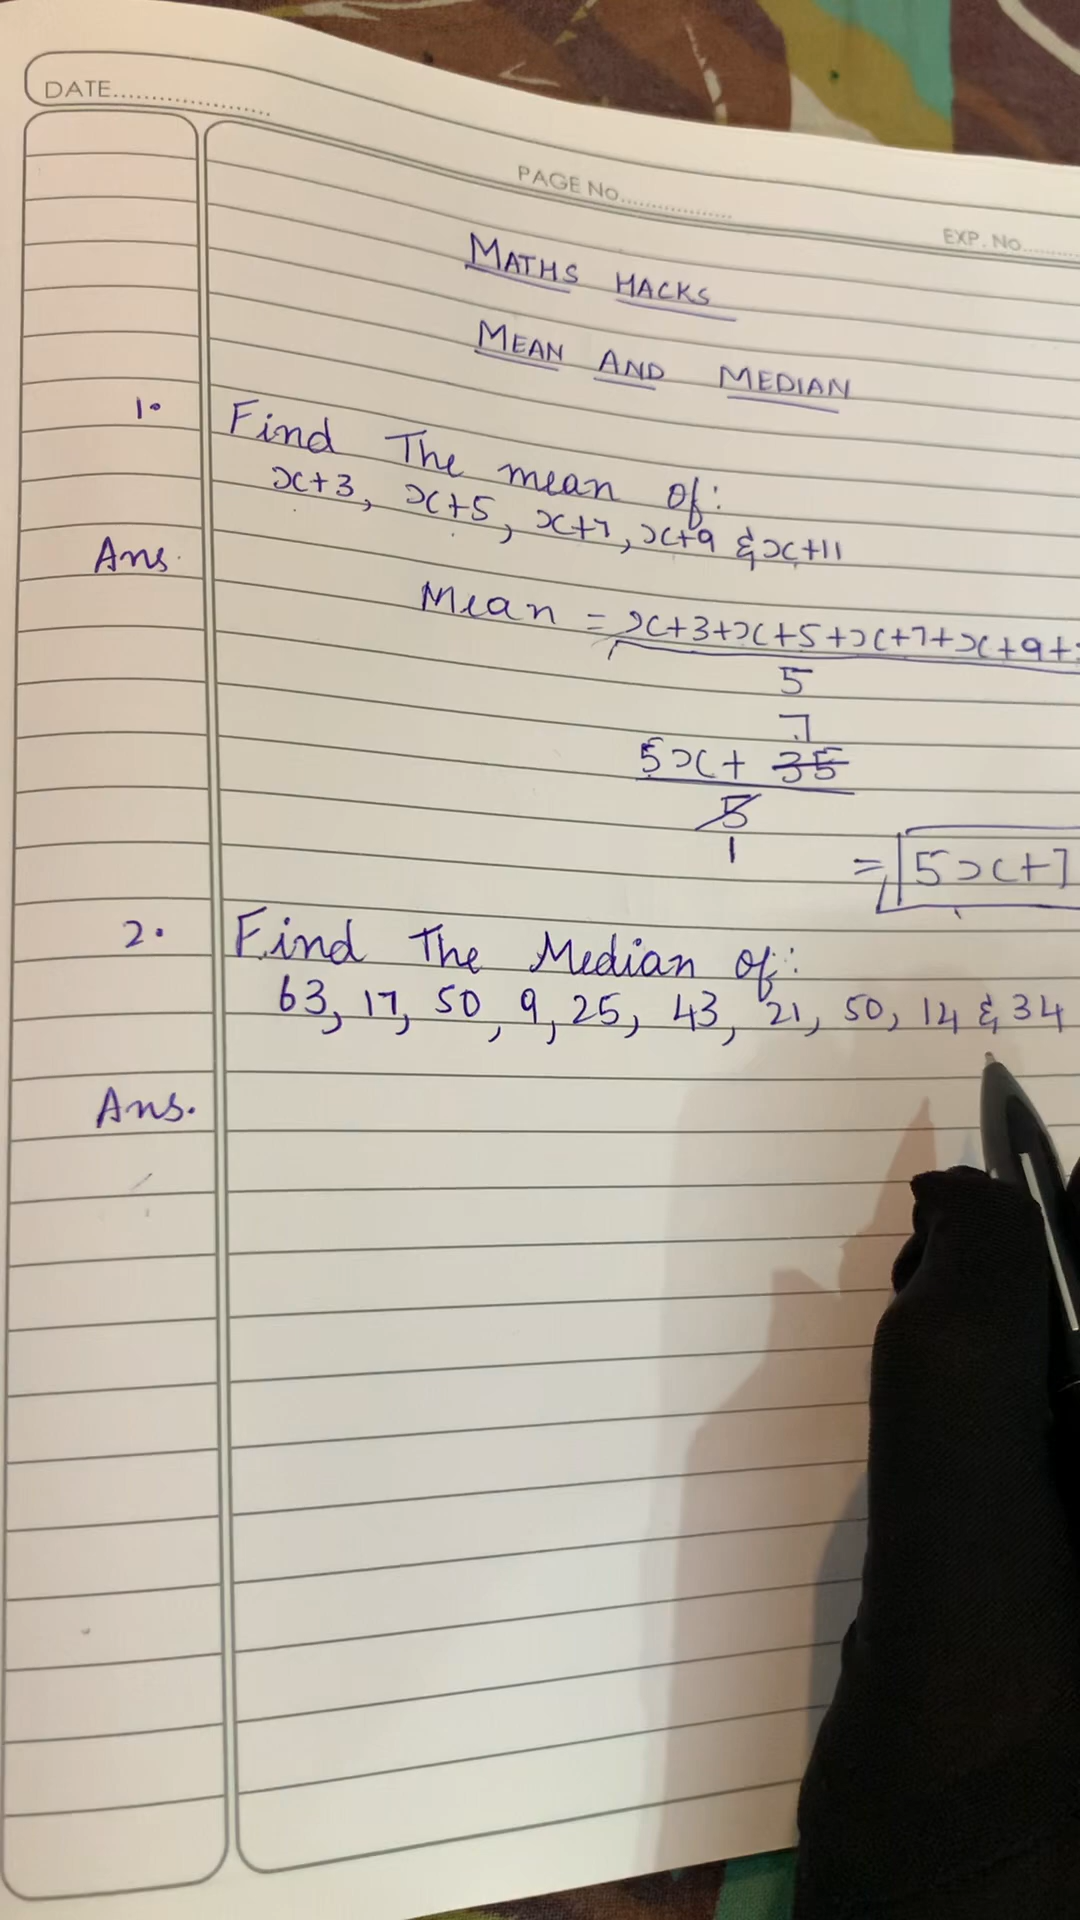 DATE
PAGE No.
EXP. No.
MATHS HACKS
MEAN AND MEDIAN
1. Find The mean of:
x+3, x+5, x+7, x+9 & x+11
Ans.
Mean = x+3+x+5+x+7+x+9+
5
7
5x+ 35
5
1
= 5x+7
2. Find The Median of:
63, 17, 50, 9, 25, 43, 21, 50, 14 & 34
Ans.